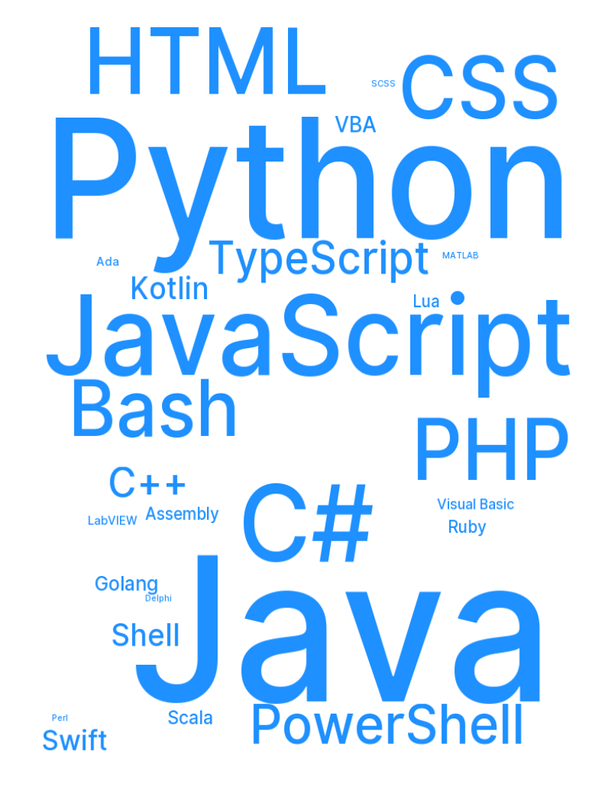 HTML
scss
CSS
VBA
Python
TypeScript
MATLAB
Ada
Kotlin
Lua
JavaScript
Bash
PHP
C++
C#
Visual Basic
Assembly
LabVIEW
Ruby
Golang
Delphi
Java
Shell
Scala
PowerShell
Perl
Swift